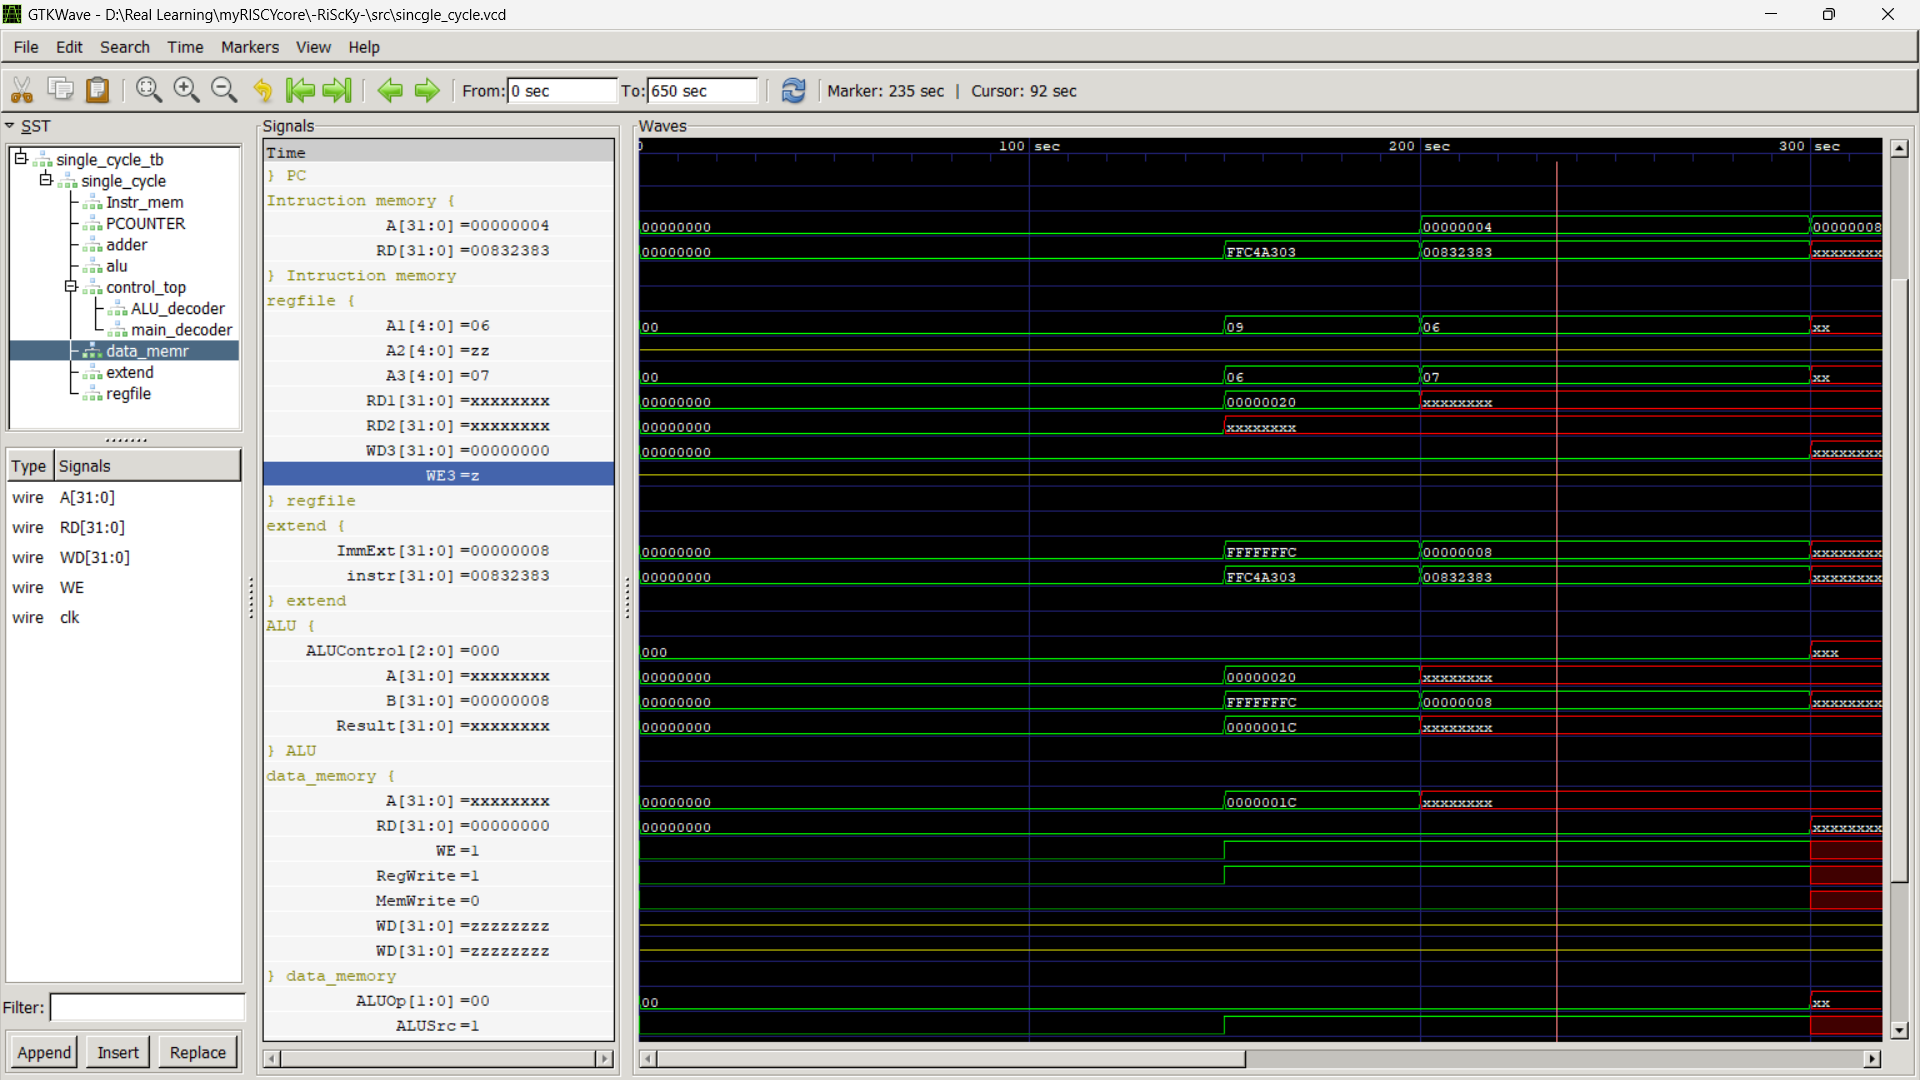 GTKWave - D:\Real Learning\myRISCYcore\-RiScKy-\src\sincgle_cycle.vcd
File Edit Search Time Markers View Help
From: 0 sec To: 650 sec Marker: 235 sec | Cursor: 92 sec
SST
single_cycle_tb
single_cycle
Instr_mem
PCOUNTER
adder
alu
control_top
ALU_decoder
main_decoder
data_memr
extend
regfile
Type Signals
wire A[31:0]
wire RD[31:0]
wire WD[31:0]
wire WE
wire clk
Filter:
Append Insert Replace
Signals
Time
} PC
Intruction memory {
A[31:0] =00000004
RD[31:0] =00832383
} Intruction memory
regfile {
A1[4:0] =06
A2[4:0] =zz
A3[4:0] =07
RD1[31:0] =xxxxxxxx
RD2[31:0] =xxxxxxxx
WD3[31:0] =00000000
WE3 =z
} regfile
extend {
ImmExt[31:0] =00000008
instr[31:0] =00832383
} extend
ALU {
ALUControl[2:0] =000
A[31:0] =xxxxxxxx
B[31:0] =00000008
Result[31:0] =xxxxxxxx
} ALU
data_memory {
A[31:0] =xxxxxxxx
RD[31:0] =00000000
WE =1
RegWrite =1
MemWrite =0
WD[31:0] =zzzzzzzz
WD[31:0] =zzzzzzzz
} data_memory
ALUOp[1:0] =00
ALUSrc =1
Waves
0 100 sec 200 sec 300 sec
00000000 00000004 00000008
00000000 FFC4A303 00832383 xxxxxxxx
00 09 06 xx
00 06 07 xx
00000000 00000020 xxxxxxxx
00000000 xxxxxxxx
00000000 xxxxxxxx
00000000 FFFFFFFC 00000008 xxxxxxxx
00000000 FFC4A303 00832383 xxxxxxxx
000 xxx
00000000 00000020 xxxxxxxx
00000000 FFFFFFFC 00000008 xxxxxxxx
00000000 0000001C xxxxxxxx
00000000 0000001C xxxxxxxx
00000000 xxxxxxxx
00 xx